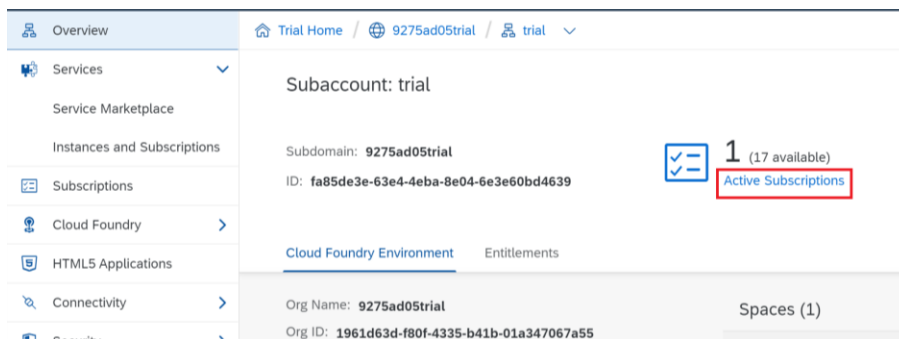 Overview
Services
Service Marketplace
Instances and Subscriptions
Subscriptions
Cloud Foundry
HTML5 Applications
Connectivity
Trial Home / 9275ad05trial / trial
Subaccount: trial
Subdomain: 9275ad05trial
ID: fa85de3e-63e4-4eba-8e04-6e3e60bd4639
1 (17 available)
Active Subscriptions
Cloud Foundry Environment Entitlements
Org Name: 9275ad05trial
Org ID: 1961d63d-f80f-4335-b41b-01a347067a55
Spaces (1)